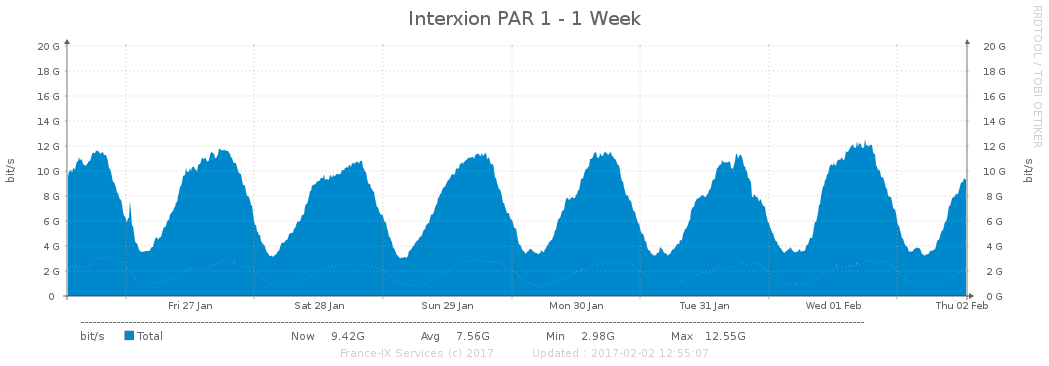 Interxion PAR 1 - 1 Week
RRDTOOL / TOBI OETIKER
20 G 20 G
18 G 18 G
16 G 16 G
14 G 14 G
12 G 12 G
10 G 10 G
8 G 8 G
6 G 6 G
4 G 4 G
2 G 2 G
0 0 G
bit/s
bit/s
Fri 27 Jan Sat 28 Jan Sun 29 Jan Mon 30 Jan Tue 31 Jan Wed 01 Feb Thu 02 Feb
bit/s Total Now 9.42G Avg 7.56G Min 2.98G Max 12.55G
France-IX Services (c) 2017 Updated : 2017-02-02 12:55:07